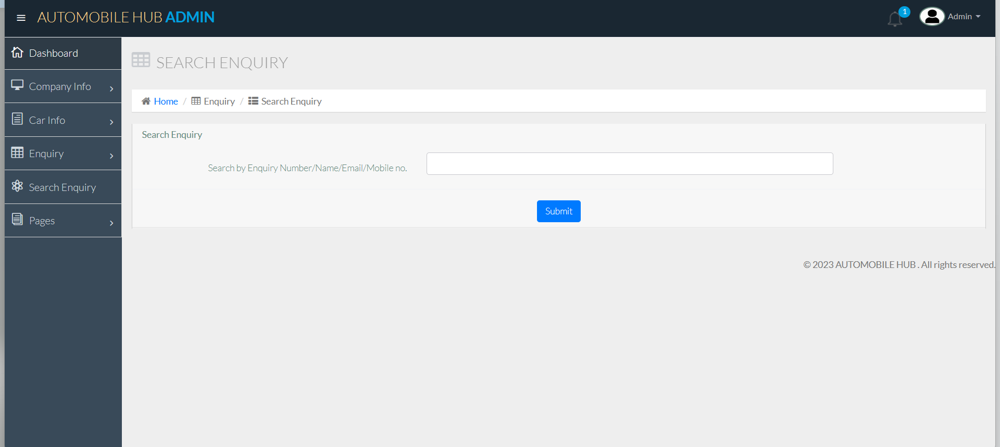 AUTOMOBILE HUB ADMIN
1
Admin
Dashboard
Company Info
Car Info
Enquiry
Search Enquiry
Pages
SEARCH ENQUIRY
Home / Enquiry / Search Enquiry
Search Enquiry
Search by Enquiry Number/Name/Email/Mobile no.
Submit
© 2023 AUTOMOBILE HUB . All rights reserved.